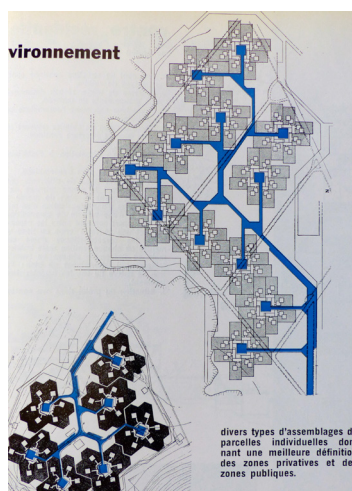 vironnement
divers types d'assemblages d
parcelles individuelles don
nant une meilleure définitio
des zones privatives et de
zones publiques.